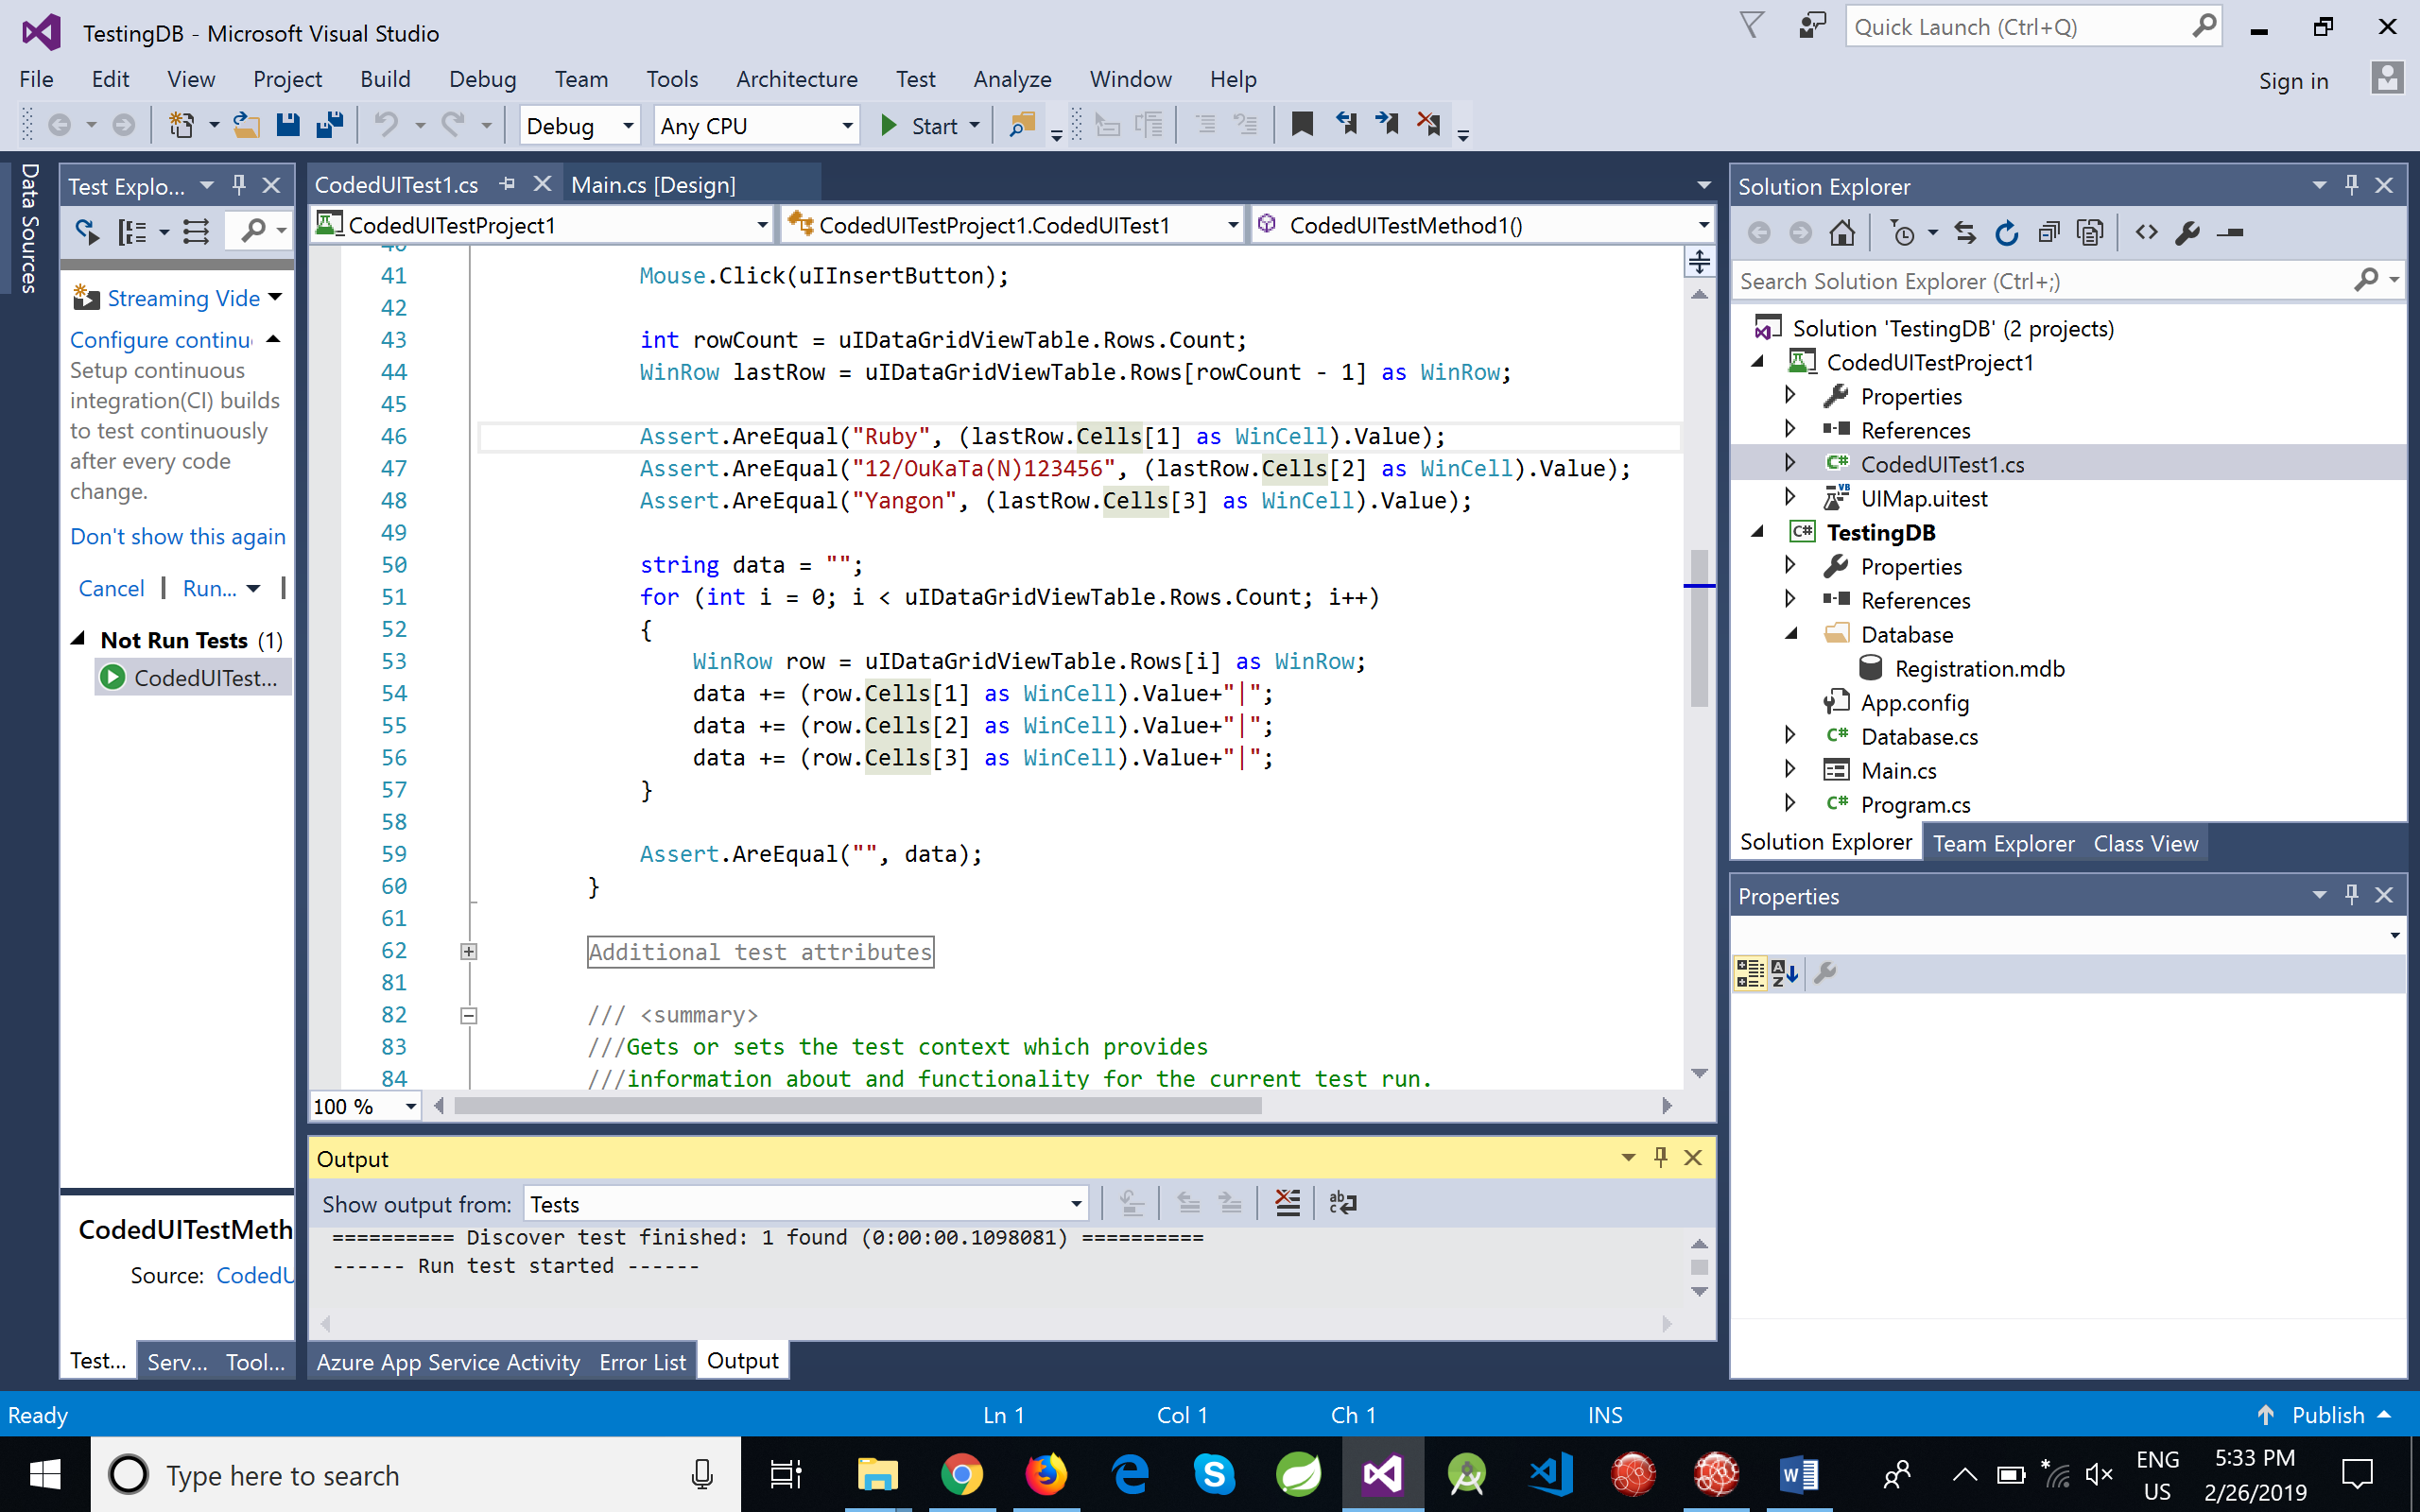 TestingDB - Microsoft Visual Studio
Quick Launch (Ctrl+Q)
File Edit View Project Build Debug Team Tools Architecture Test Analyze Window Help
Sign in
Debug Any CPU Start
Data Sources
Test Explo...
Streaming Vide
Configure continu
Setup continuous
integration(CI) builds
to test continuously
after every code
change.
Don't show this again
Cancel | Run... |
Not Run Tests (1)
CodedUITest...
CodedUITestMeth
Source: CodedU
Test... Serv... Tool...
CodedUITest1.cs Main.cs [Design]
CodedUITestProject1 CodedUITestProject1.CodedUITest1 CodedUITestMethod1()
41 Mouse.Click(uIInsertButton);
42
43 int rowCount = uIDataGridViewTable.Rows.Count;
44 WinRow lastRow = uIDataGridViewTable.Rows[rowCount - 1] as WinRow;
45
46 Assert.AreEqual("Ruby", (lastRow.Cells[1] as WinCell).Value);
47 Assert.AreEqual("12/OuKaTa(N)123456", (lastRow.Cells[2] as WinCell).Value);
48 Assert.AreEqual("Yangon", (lastRow.Cells[3] as WinCell).Value);
49
50 string data = "";
51 for (int i = 0; i < uIDataGridViewTable.Rows.Count; i++)
52 {
53 WinRow row = uIDataGridViewTable.Rows[i] as WinRow;
54 data += (row.Cells[1] as WinCell).Value+"|";
55 data += (row.Cells[2] as WinCell).Value+"|";
56 data += (row.Cells[3] as WinCell).Value+"|";
57 }
58
59 Assert.AreEqual("", data);
60 }
61
62 Additional test attributes
81
82 /// <summary>
83 ///Gets or sets the test context which provides
84 ///information about and functionality for the current test run.
100 %
Output
Show output from: Tests
========== Discover test finished: 1 found (0:00:00.1098081) ==========
------ Run test started ------
Azure App Service Activity Error List Output
Solution Explorer
Search Solution Explorer (Ctrl+;)
Solution 'TestingDB' (2 projects)
CodedUITestProject1
Properties
References
C# CodedUITest1.cs
VB UIMap.uitest
C# TestingDB
Properties
References
Database
Registration.mdb
App.config
C# Database.cs
Main.cs
C# Program.cs
Solution Explorer Team Explorer Class View
Properties
Ready Ln 1 Col 1 Ch 1 INS Publish
Type here to search
ENG
US
5:33 PM
2/26/2019